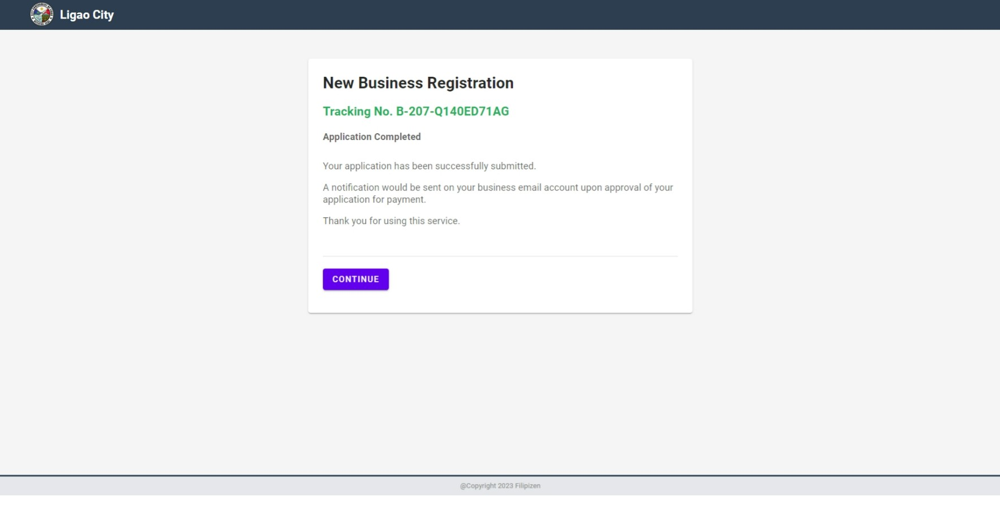 Ligao City
New Business Registration
Tracking No. B-207-Q140ED71AG
Application Completed
Your application has been successfully submitted.
A notification would be sent on your business email account upon approval of your
application for payment.
Thank you for using this service.
CONTINUE
@Copyright 2023 Filipizen